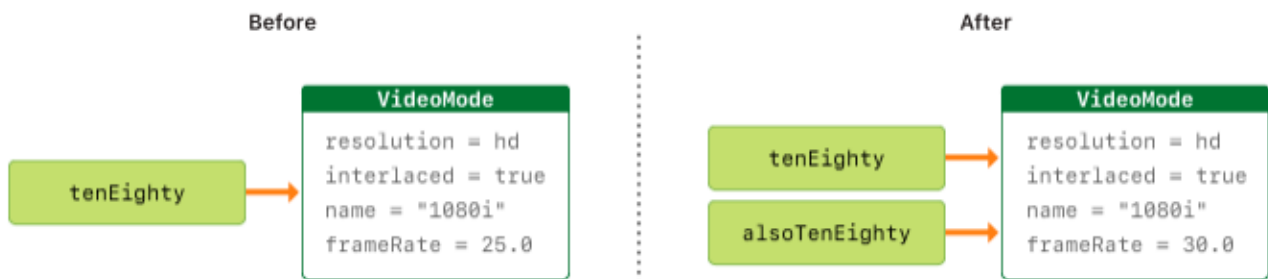 Before
VideoMode
resolution = hd
interlaced = true
name = "1080i"
frameRate = 25.0
tenEighty
After
VideoMode
resolution = hd
interlaced = true
name = "1080i"
frameRate = 30.0
tenEighty
alsoTenEighty